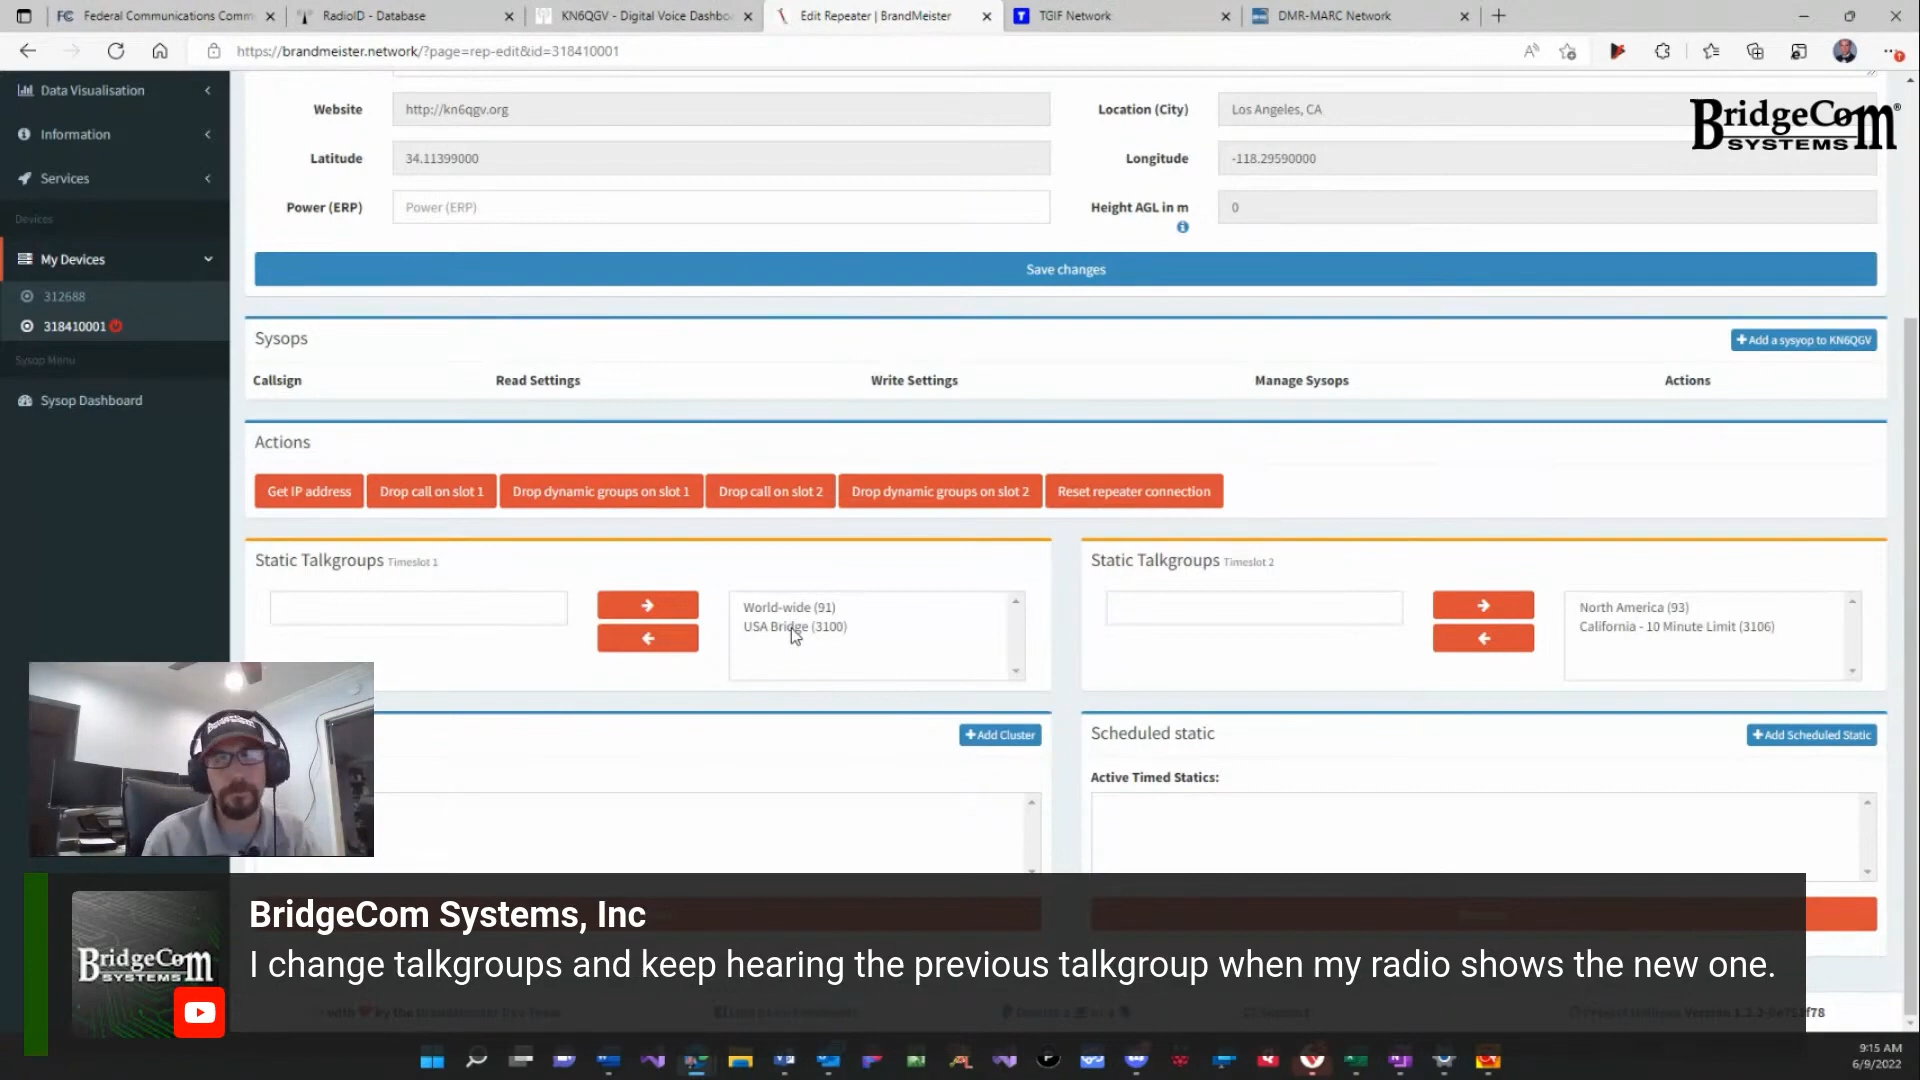 Federal Communications Comm
RadioID - Database
KN6QGV - Digital Voice Dashbo
Edit Repeater | BrandMeister
TGIF Network
DMR-MARC Network
https://brandmeister.network/?page=rep-edit&id=318410001
Data Visualisation
Information
Services
Devices
My Devices
312688
318410001
Sysop Menu
Sysop Dashboard
BridgeCom®
SYSTEMS
Website
http://kn6qgv.org
Location (City)
Los Angeles, CA
Latitude
34.11399000
Longitude
-118.29590000
Power (ERP)
Power (ERP)
Height AGL in m
0
Save changes
Sysops
Add a sysyop to KN6QGV
Callsign
Read Settings
Write Settings
Manage Sysops
Actions
Actions
Get IP address
Drop call on slot 1
Drop dynamic groups on slot 1
Drop call on slot 2
Drop dynamic groups on slot 2
Reset repeater connection
Static Talkgroups Timeslot 1
World-wide (91)
USA Bridge (3100)
Static Talkgroups Timeslot 2
North America (93)
California - 10 Minute Limit (3106)
Add Cluster
Scheduled static
Add Scheduled Static
Active Timed Statics:
BridgeCom
SYSTEMS
BridgeCom Systems, Inc
I change talkgroups and keep hearing the previous talkgroup when my radio shows the new one.
9:15 AM
6/9/2022